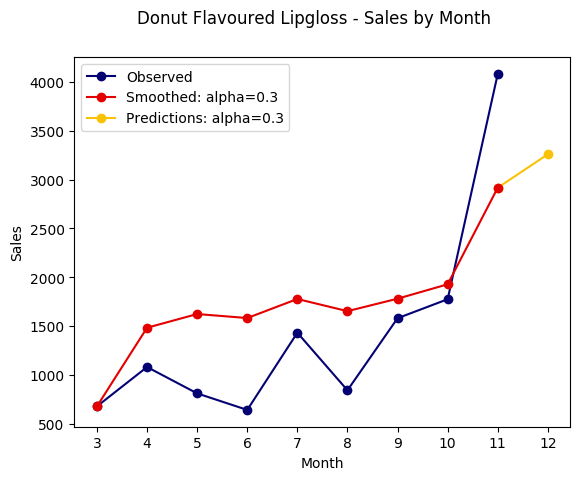 Donut Flavoured Lipgloss - Sales by Month
Observed
Smoothed: alpha=0.3
Predictions: alpha=0.3
4000
3500
3000
2500
2000
1500
1000
500
Sales
3 4 5 6 7 8 9 10 11 12
Month